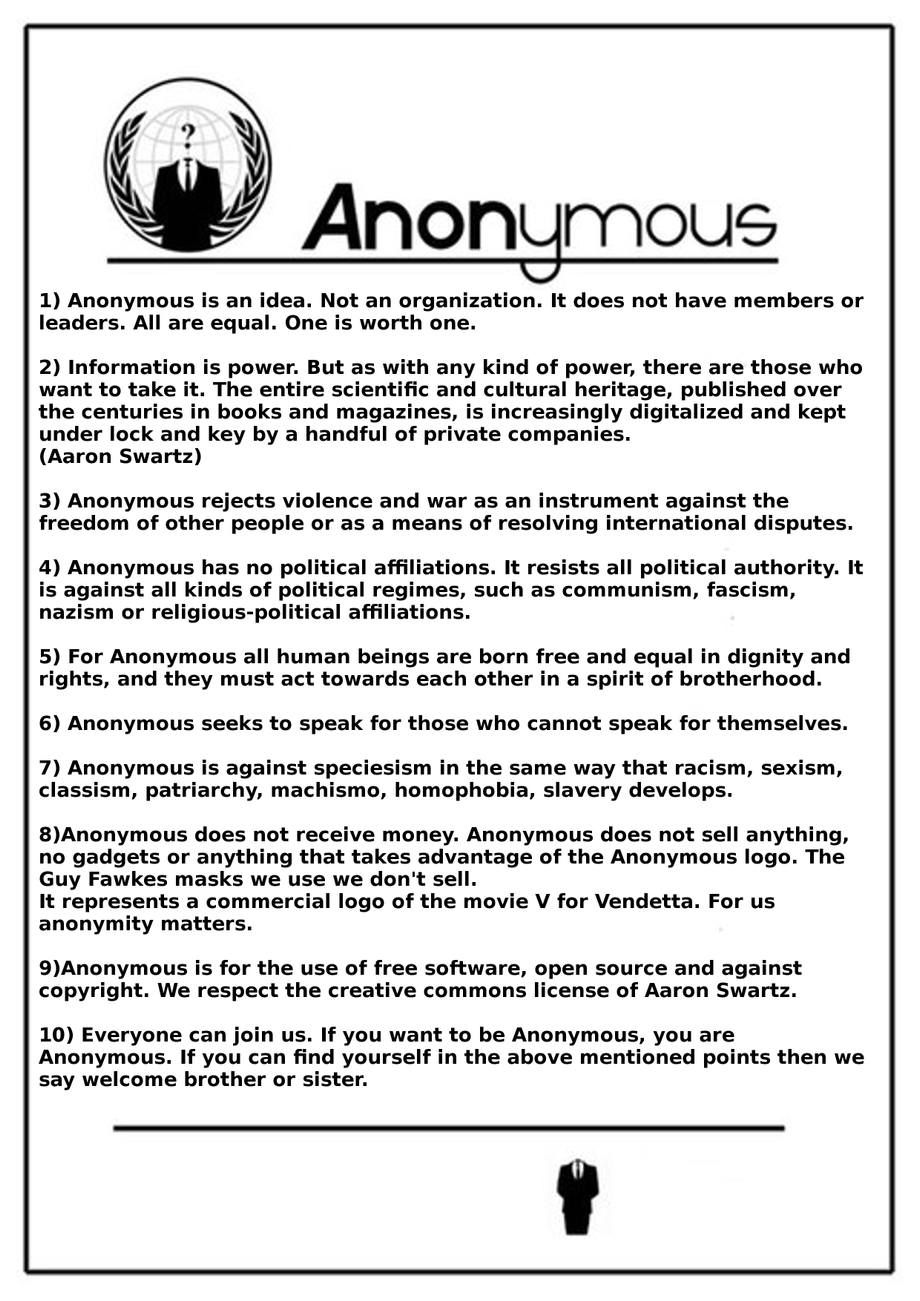 ?
Anonymous
1) Anonymous is an idea. Not an organization. It does not have members or
leaders. All are equal. One is worth one.
2) Information is power. But as with any kind of power, there are those who
want to take it. The entire scientific and cultural heritage, published over
the centuries in books and magazines, is increasingly digitalized and kept
under lock and key by a handful of private companies.
(Aaron Swartz)
3) Anonymous rejects violence and war as an instrument against the
freedom of other people or as a means of resolving international disputes.
4) Anonymous has no political affiliations. It resists all political authority. It
is against all kinds of political regimes, such as communism, fascism,
nazism or religious-political affiliations.
5) For Anonymous all human beings are born free and equal in dignity and
rights, and they must act towards each other in a spirit of brotherhood.
6) Anonymous seeks to speak for those who cannot speak for themselves.
7) Anonymous is against speciesism in the same way that racism, sexism,
classism, patriarchy, machismo, homophobia, slavery develops.
8)Anonymous does not receive money. Anonymous does not sell anything,
no gadgets or anything that takes advantage of the Anonymous logo. The
Guy Fawkes masks we use we don't sell.
It represents a commercial logo of the movie V for Vendetta. For us
anonymity matters.
9)Anonymous is for the use of free software, open source and against
copyright. We respect the creative commons license of Aaron Swartz.
10) Everyone can join us. If you want to be Anonymous, you are
Anonymous. If you can find yourself in the above mentioned points then we
say welcome brother or sister.